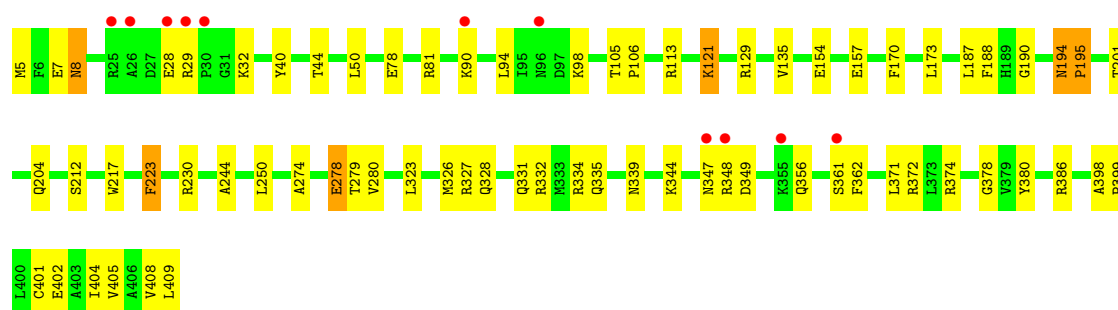 M5 F6 E7 N8 R25 A26 D27 E28 R29 P30 G31 K32 Y40 T44 L50 E78 R81 K90 L94 I95 N96 D97 K98 T105 P106 R113 K121 R129 V135 E154 E157 F170 L173 L187 F188 H189 G190 N194 P195 T201
Q204 S212 W217 F223 R230 A244 L250 A274 E278 T279 V280 L323 M326 R327 Q328 Q331 R332 M333 R334 Q335 N339 K344 N347 R348 D349 K355 Q356 S361 F362 L371 R372 L373 R374 G378 V379 Y380 R386 A398
L400 C401 E402 A403 I404 V405 A406 V408 L409